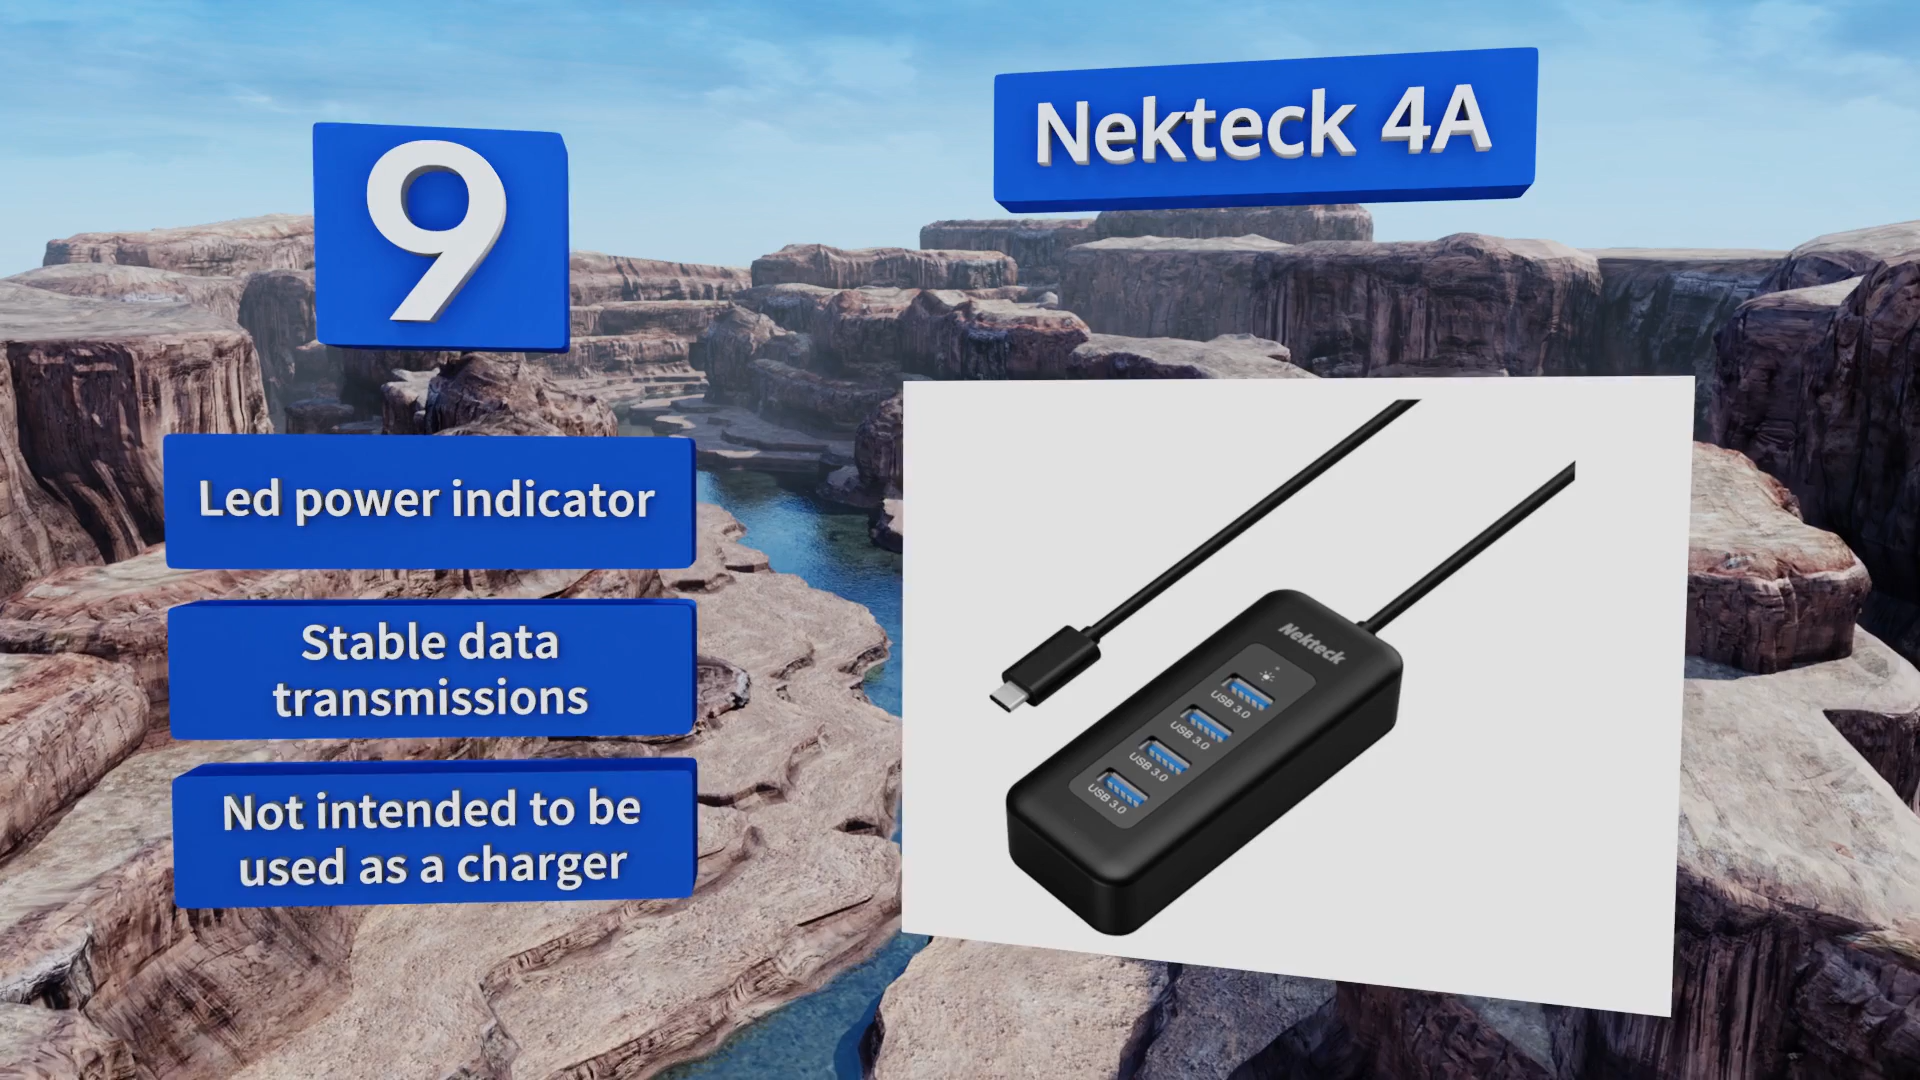 9
Nekteck 4A
Led power indicator
Stable data
transmissions
Not intended to be
used as a charger
Nekteck
USB 3.0
USB 3.0
USB 3.0
USB 3.0